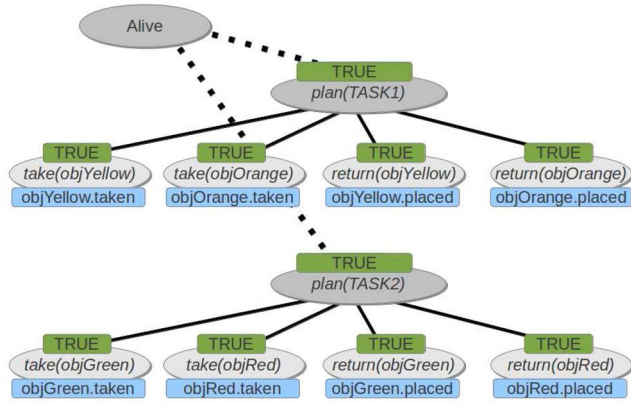 Alive
TRUE
plan(TASK1)
TRUE TRUE TRUE TRUE
take(objYellow) take(objOrange) return(objYellow) return(objOrange)
objYellow.taken objOrange.taken objYellow.placed objOrange.placed
TRUE
plan(TASK2)
TRUE TRUE TRUE TRUE
take(objGreen) take(objRed) return(objGreen) return(objRed)
objGreen.taken objRed.taken objGreen.placed objRed.placed